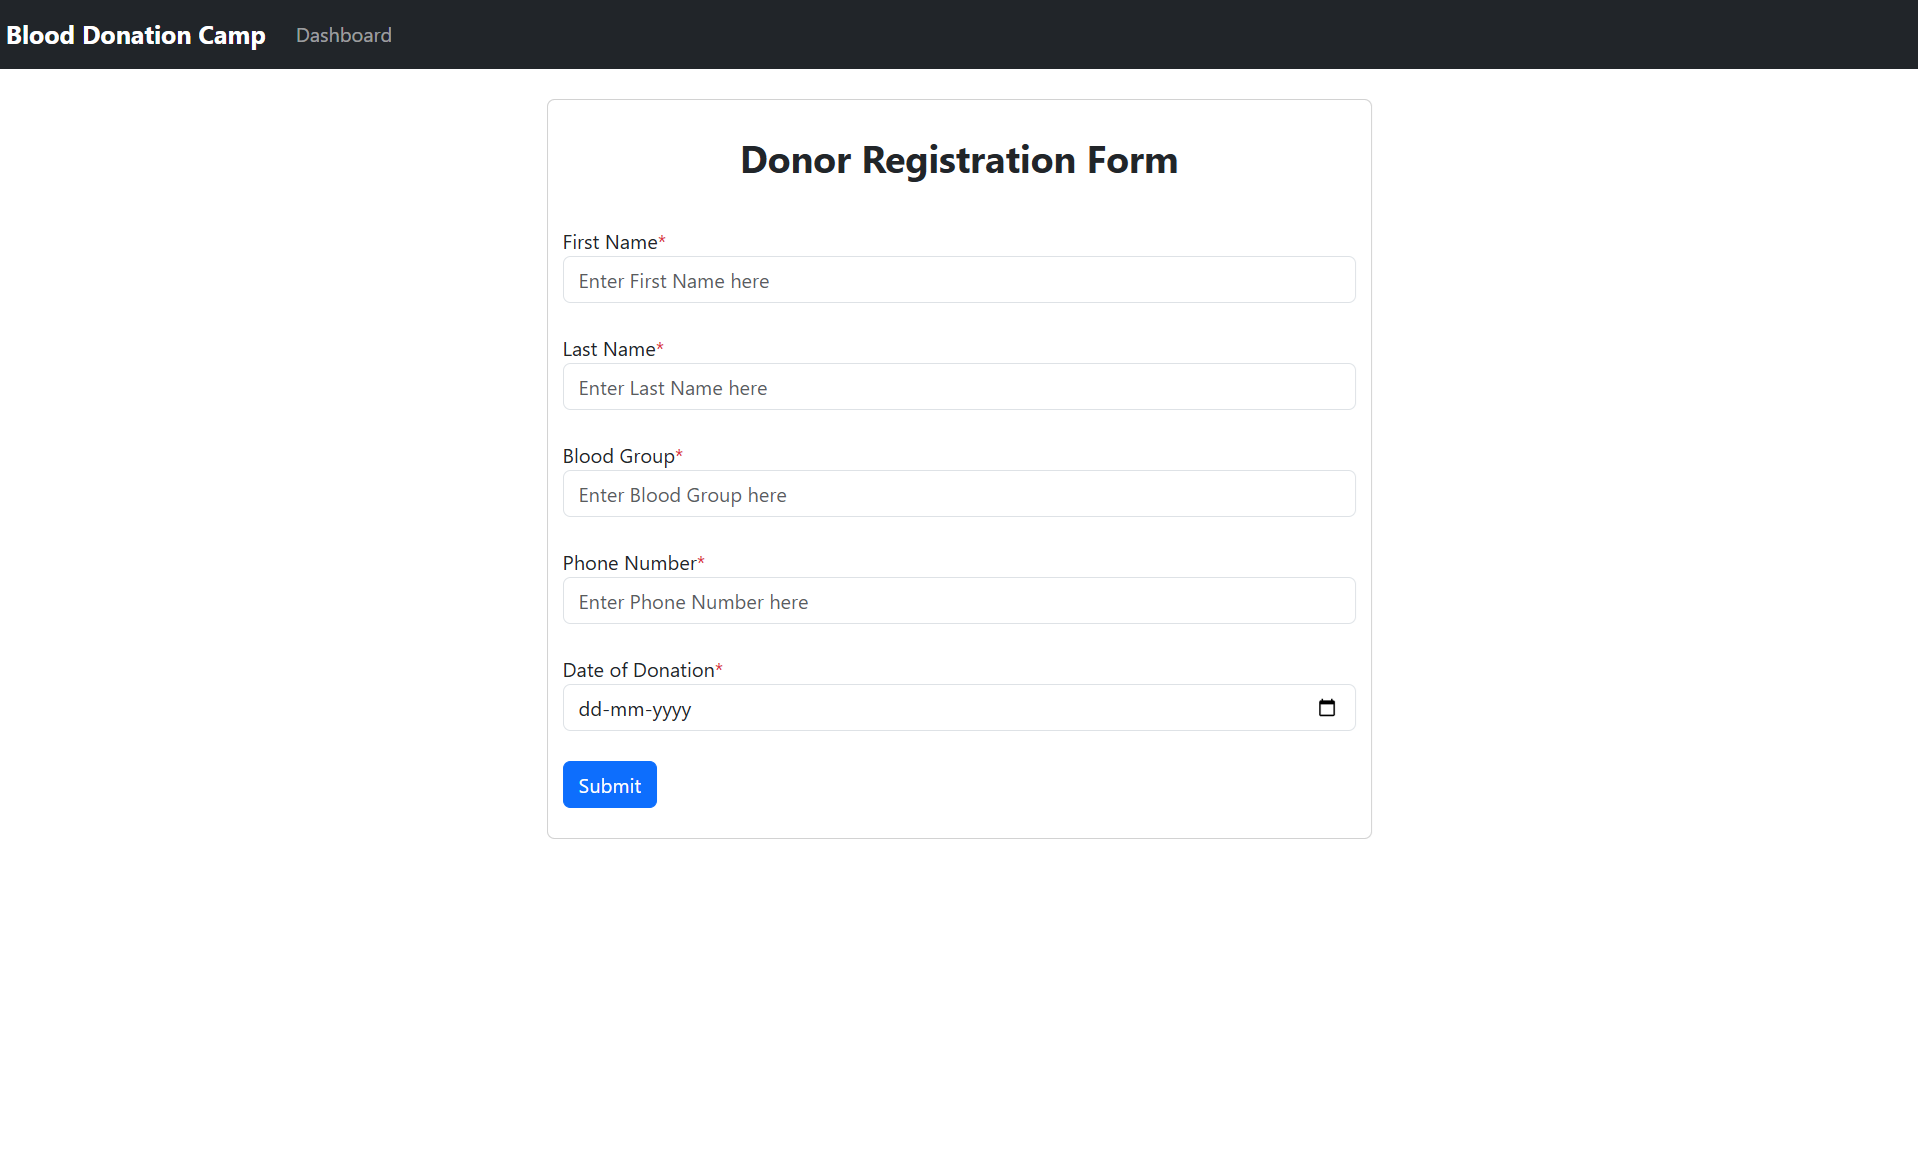 Blood Donation Camp Dashboard
Donor Registration Form
First Name*
Enter First Name here
Last Name*
Enter Last Name here
Blood Group*
Enter Blood Group here
Phone Number*
Enter Phone Number here
Date of Donation*
dd-mm-yyyy
Submit